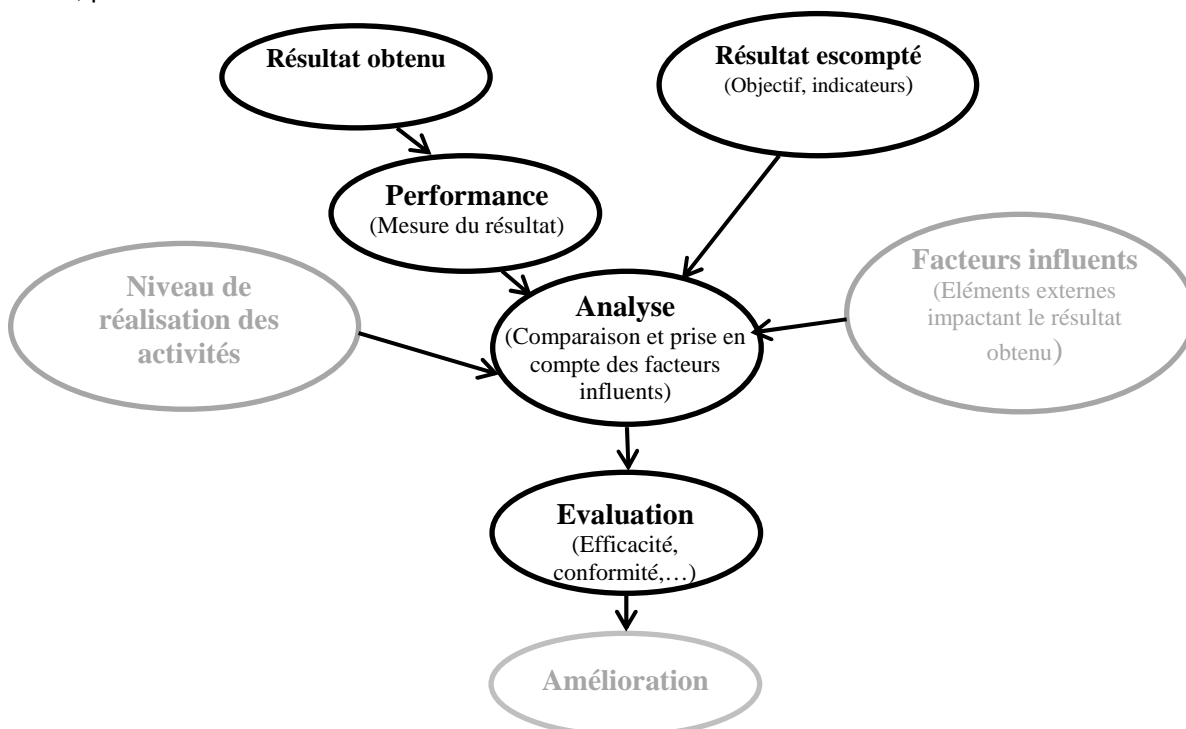 Résultat obtenu
Résultat escompté
(Objectif, indicateurs)
Performance
(Mesure du résultat)
Niveau de
réalisation des
activités
Facteurs influents
(Eléments externes
impactant le résultat
obtenu)
Analyse
(Comparaison et prise en
compte des facteurs
influents)
Evaluation
(Efficacité,
conformité,…)
Amélioration